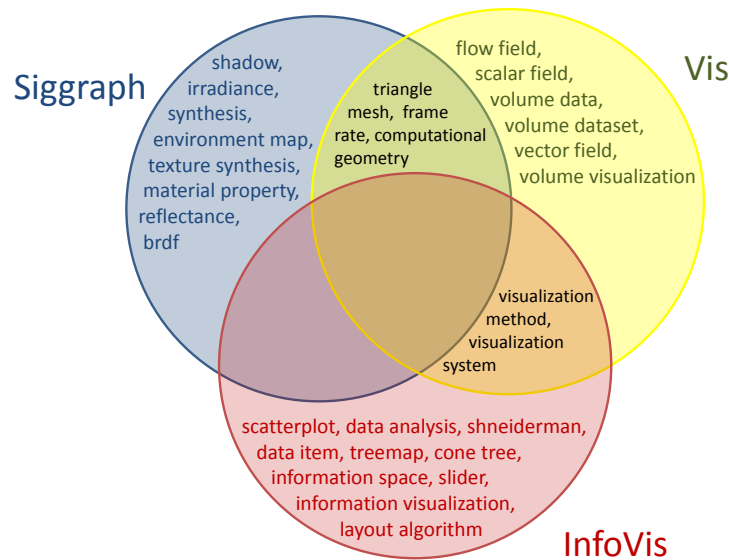 Siggraph
shadow,
irradiance,
synthesis,
environment map,
texture synthesis,
material property,
reflectance,
brdf
triangle
mesh, frame
rate, computational
geometry
Vis
flow field,
scalar field,
volume data,
volume dataset,
vector field,
volume visualization
visualization
method,
visualization
system
scatterplot, data analysis, shneiderman,
data item, treemap, cone tree,
information space, slider,
information visualization,
layout algorithm
InfoVis